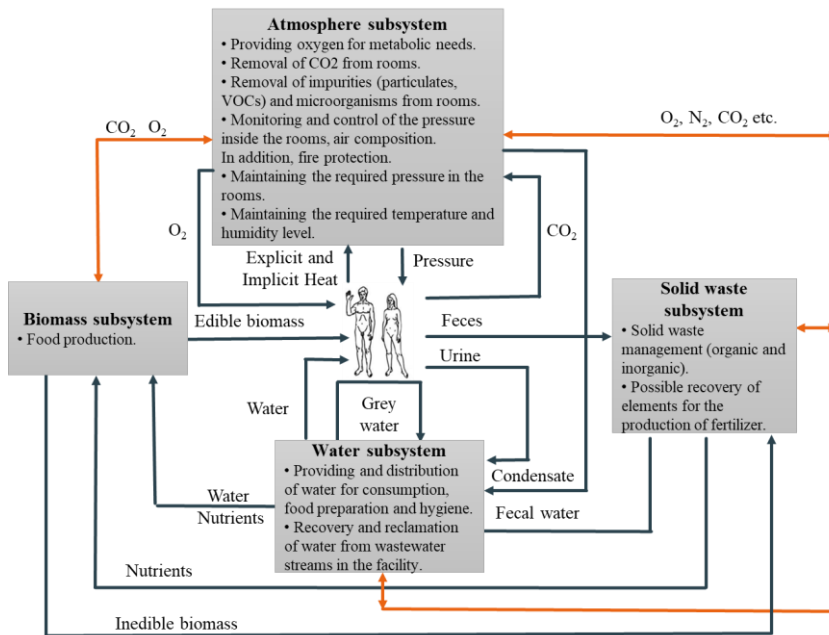 Atmosphere subsystem
• Providing oxygen for metabolic needs.
• Removal of CO2 from rooms.
• Removal of impurities (particulates,
VOCs) and microorganisms from rooms.
• Monitoring and control of the pressure
inside the rooms, air composition.
In addition, fire protection.
• Maintaining the required pressure in the
rooms.
• Maintaining the required temperature and
humidity level.
CO₂ O₂
O₂, N₂, CO₂ etc.
O₂
CO₂
Explicit and
Implicit Heat
Pressure
Biomass subsystem
• Food production.
Edible biomass
Feces
Urine
Solid waste
subsystem
• Solid waste
management (organic and
inorganic).
• Possible recovery of
elements for the
production of fertilizer.
Water
Grey
water
Water subsystem
• Providing and distribution
of water for consumption,
food preparation and hygiene.
• Recovery and reclamation
of water from wastewater
streams in the facility.
Condensate
Fecal water
Water
Nutrients
Nutrients
Inedible biomass